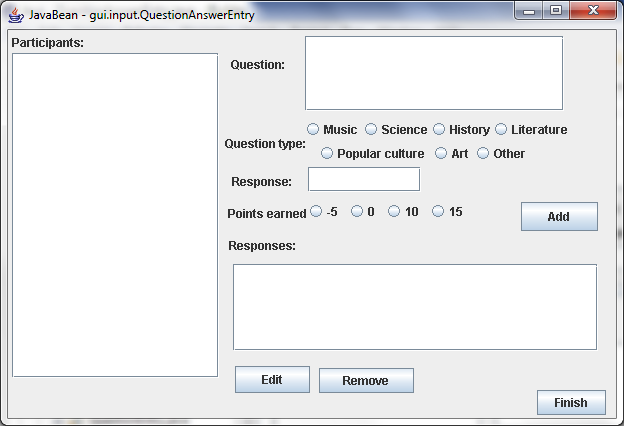 JavaBean - gui.input.QuestionAnswerEntry
Participants:
Question:
Question type:
Music Science History Literature
Popular culture Art Other
Response:
Points earned -5 0 10 15
Add
Responses:
Edit Remove
Finish